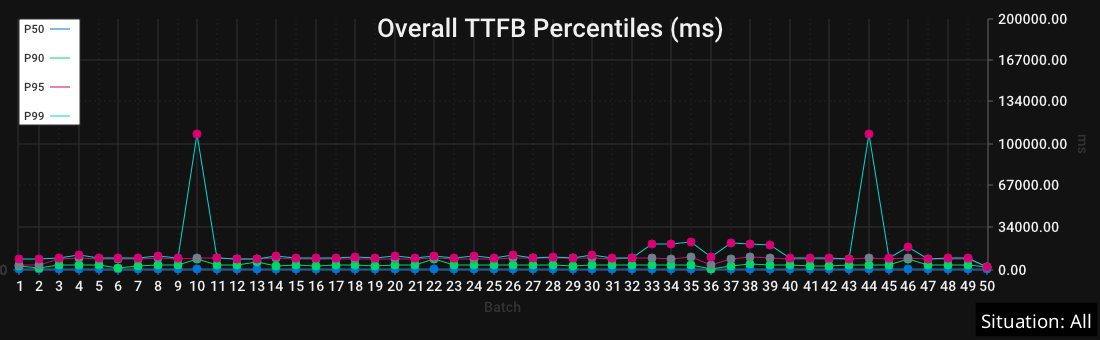 Overall TTFB Percentiles (ms)
P50
P90
P95
P99
200000.00
167000.00
134000.00
100000.00
67000.00
34000.00
0.00
ms
0
1 2 3 4 5 6 7 8 9 10 11 12 13 14 15 16 17 18 19 20 21 22 23 24 25 26 27 28 29 30 31 32 33 34 35 36 37 38 39 40 41 42 43 44 45 46 47 48 49 50
Batch
Situation: All